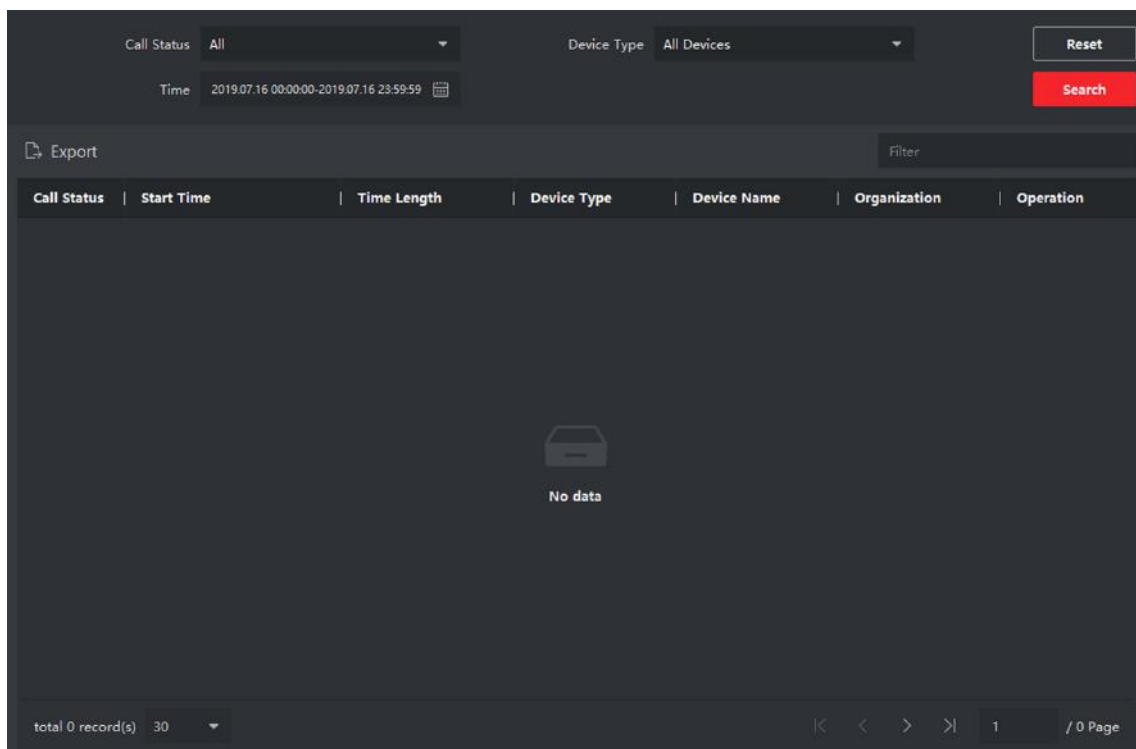 Call Status All Device Type All Devices Reset
Time 2019.07.16 00:00:00-2019.07.16 23:59:59 Search
Export Filter
Call Status | Start Time | Time Length | Device Type | Device Name | Organization | Operation
No data
total 0 record(s) 30 1 / 0 Page